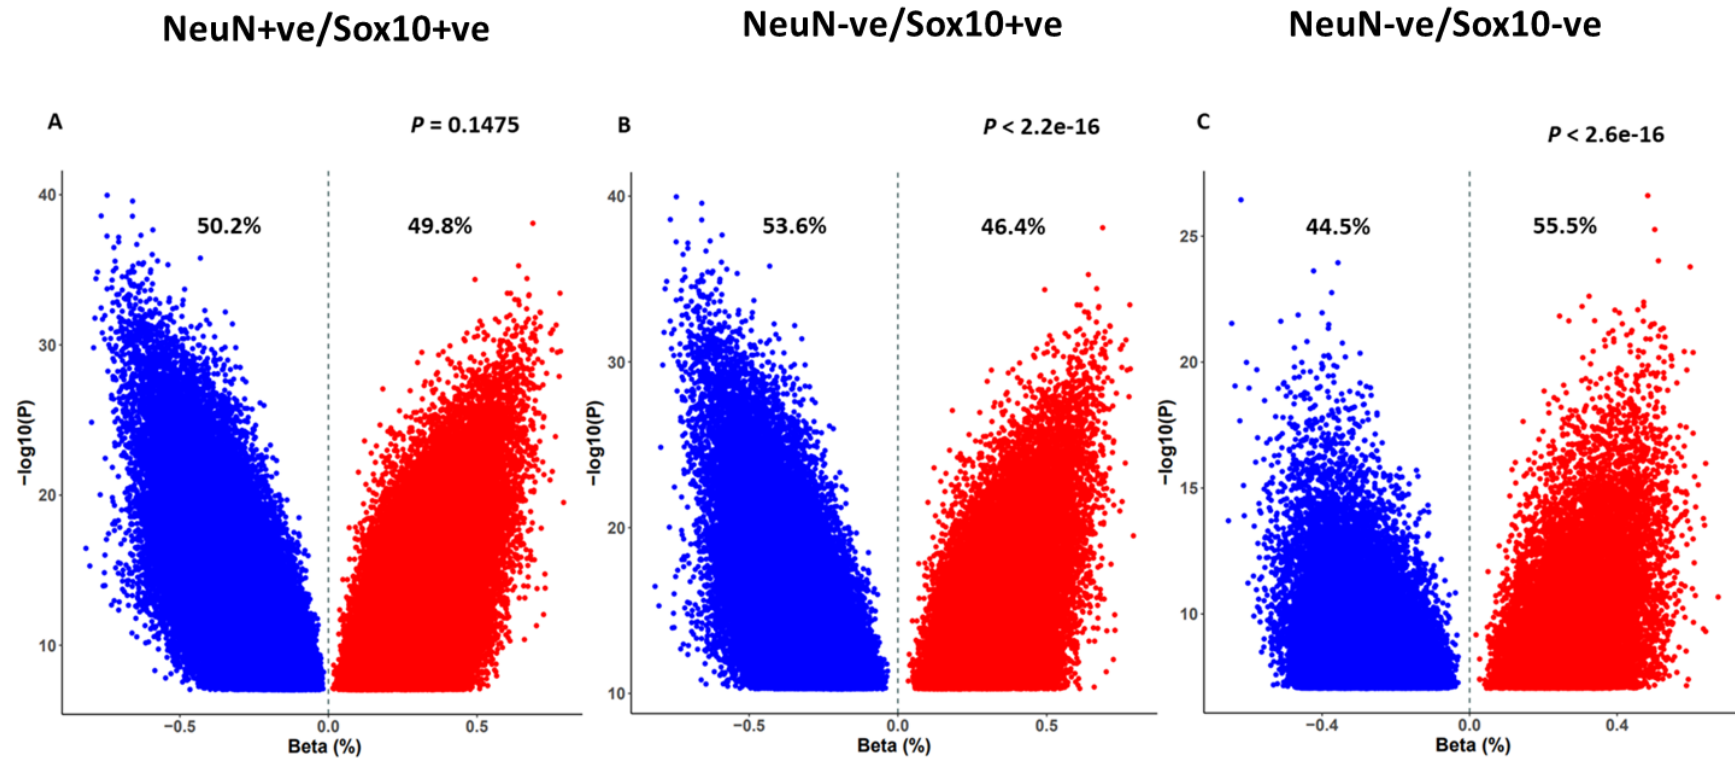 NeuN+ve/Sox10+ve
NeuN-ve/Sox10+ve
NeuN-ve/Sox10-ve
A
P = 0.1475
B
P < 2.2e-16
C
P < 2.6e-16
50.2%
49.8%
53.6%
46.4%
44.5%
55.5%
40
30
20
10
−log10(P)
−0.5
0.0
0.5
Beta (%)
40
30
20
10
−log10(P)
−0.5
0.0
0.5
Beta (%)
25
20
15
10
−log10(P)
−0.4
0.0
0.4
Beta (%)